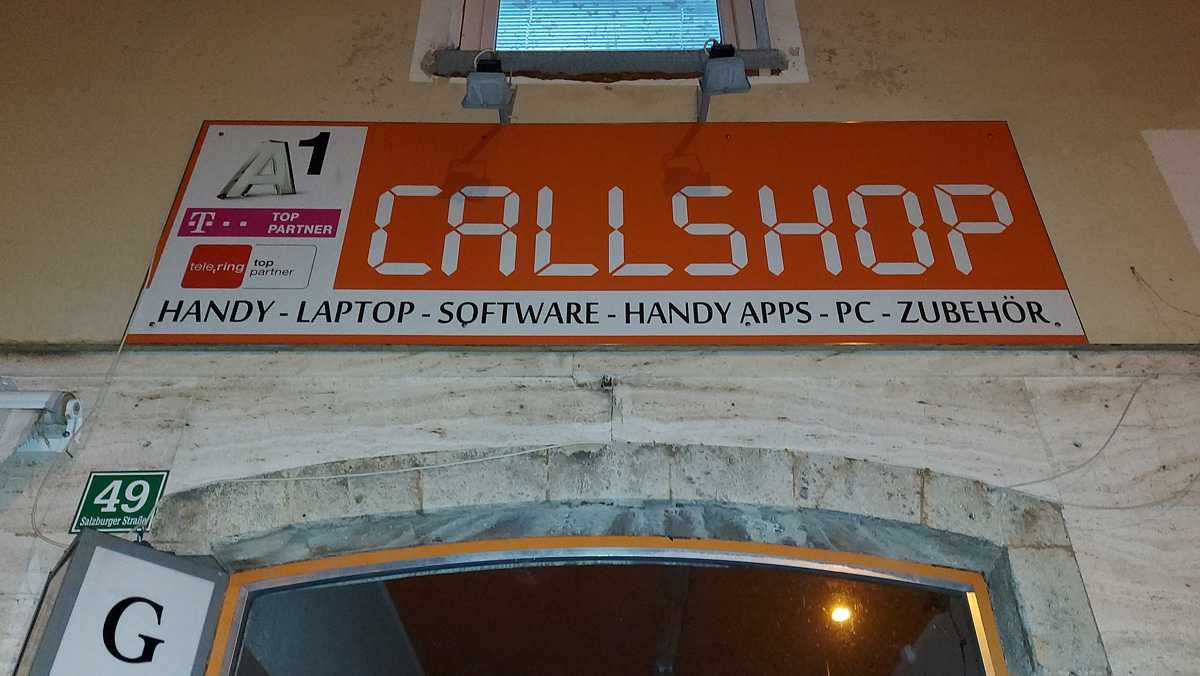 A1
CALLSHOP
T··· TOP
PARTNER
tele.ring top
partner
HANDY - LAPTOP - SOFTWARE - HANDY APPS - PC - ZUBEHÖR
49
Salzburger Straße
G